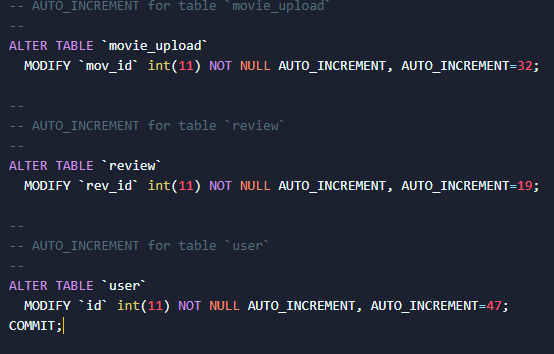 -- AUTO_INCREMENT for table `movie_upload`
--
ALTER TABLE `movie_upload`
  MODIFY `mov_id` int(11) NOT NULL AUTO_INCREMENT, AUTO_INCREMENT=32;

--
-- AUTO_INCREMENT for table `review`
--
ALTER TABLE `review`
  MODIFY `rev_id` int(11) NOT NULL AUTO_INCREMENT, AUTO_INCREMENT=19;

--
-- AUTO_INCREMENT for table `user`
--
ALTER TABLE `user`
  MODIFY `id` int(11) NOT NULL AUTO_INCREMENT, AUTO_INCREMENT=47;
COMMIT;